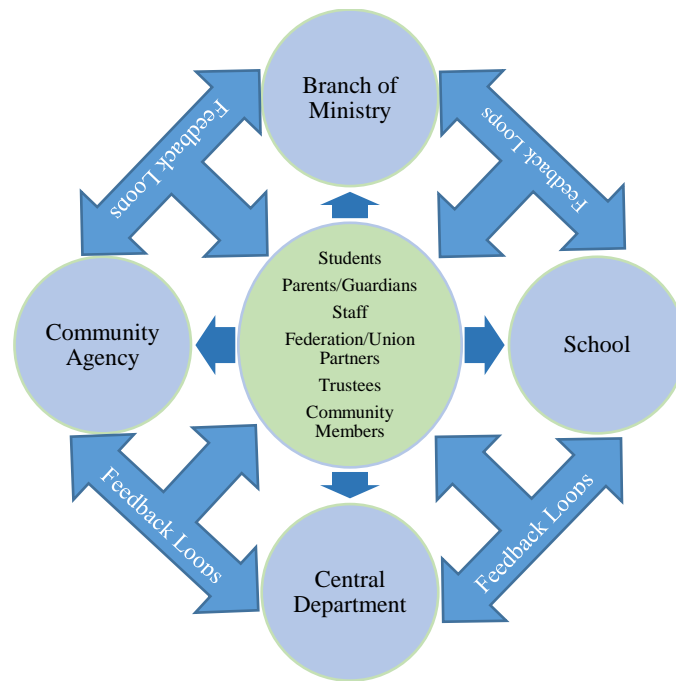 Branch of
Ministry
Feedback Loops
Feedback Loops
Students
Parents/Guardians
Staff
Federation/Union
Partners
Trustees
Community
Members
Community
Agency
School
Feedback Loops
Feedback Loops
Central
Department